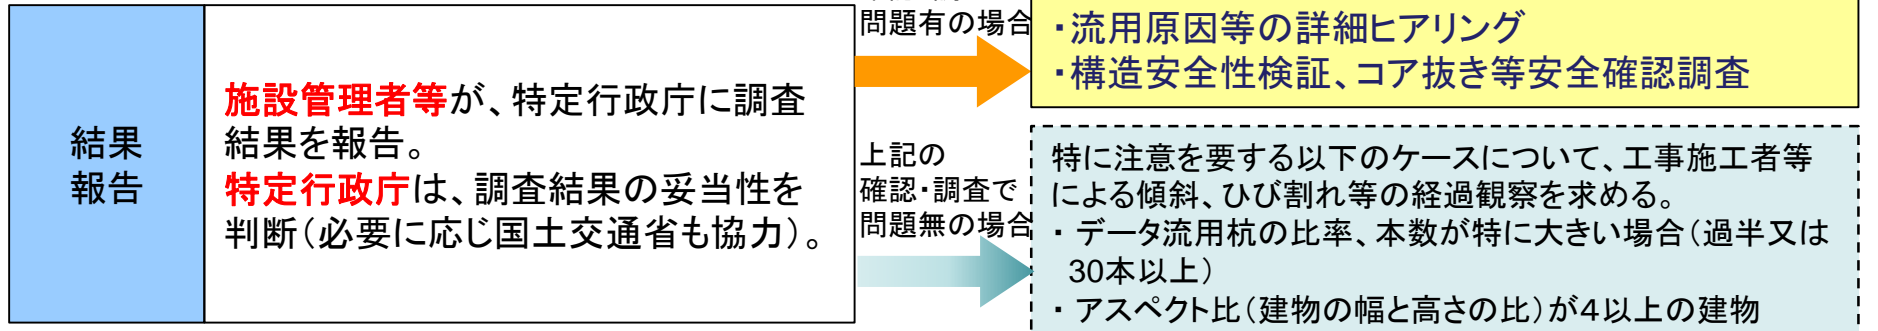 結果
報告
施設管理者等が、特定行政庁に調査
結果を報告。
特定行政庁は、調査結果の妥当性を
判断（必要に応じ国土交通省も協力）。
問題有の場合
・流用原因等の詳細ヒアリング
・構造安全性検証、コア抜き等安全確認調査
上記の
確認・調査で
問題無の場合
特に注意を要する以下のケースについて、工事施工者等
による傾斜、ひび割れ等の経過観察を求める。
・データ流用杭の比率、本数が特に大きい場合（過半又は
30本以上）
・アスペクト比（建物の幅と高さの比）が４以上の建物